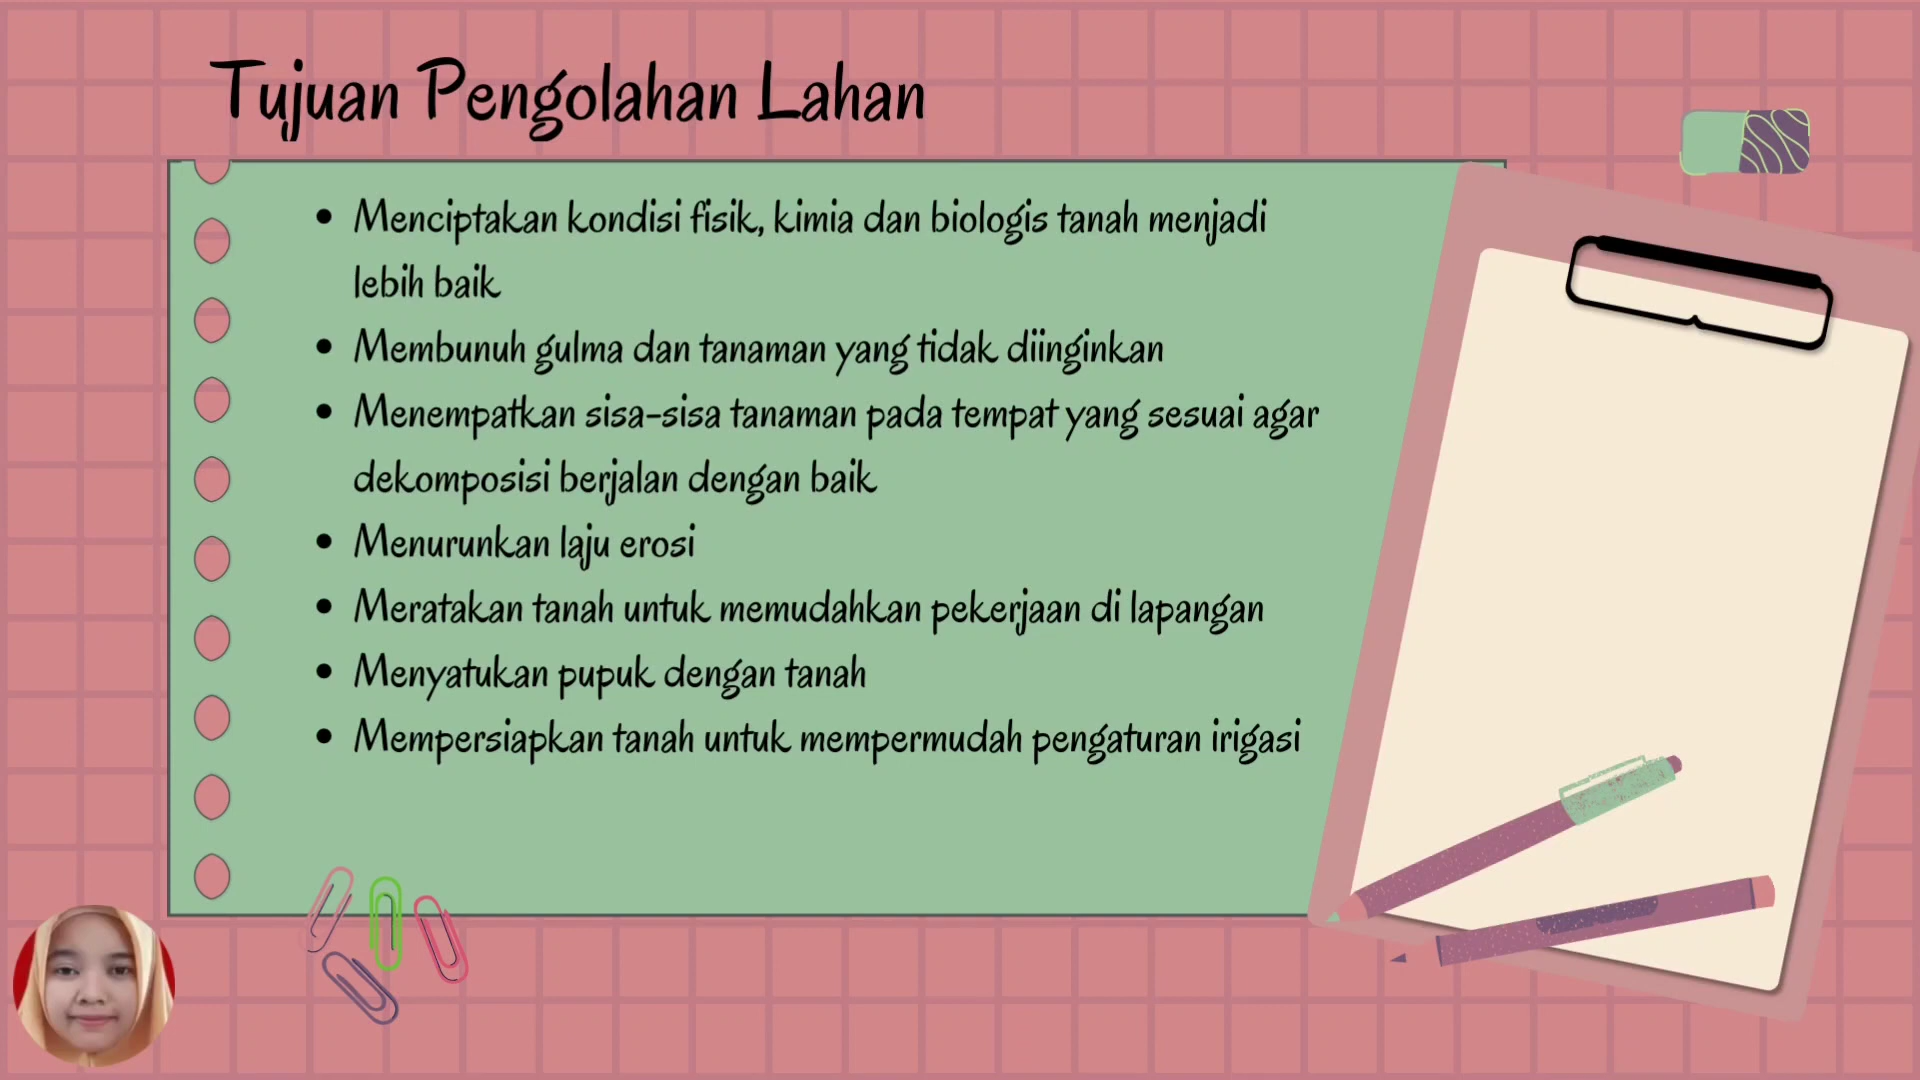 Tujuan Pengolahan Lahan
• Menciptakan kondisi fisik, kimia dan biologis tanah menjadi
lebih baik
• Membunuh gulma dan tanaman yang tidak diinginkan
• Menempatkan sisa-sisa tanaman pada tempat yang sesuai agar
dekomposisi berjalan dengan baik
• Menurunkan laju erosi
• Meratakan tanah untuk memudahkan pekerjaan di lapangan
• Menyatukan pupuk dengan tanah
• Mempersiapkan tanah untuk mempermudah pengaturan irigasi